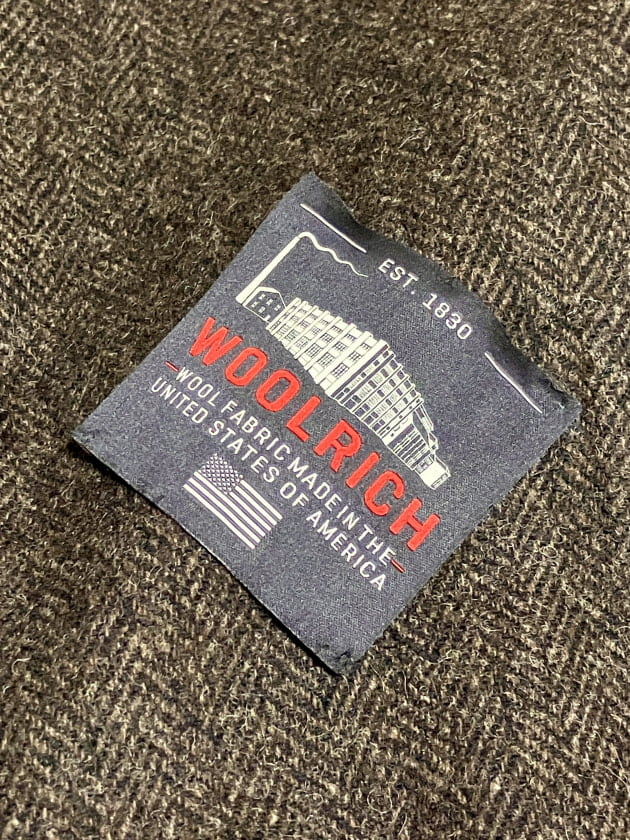 EST. 1830
WOOLRICH
WOOL FABRIC MADE IN THE
UNITED STATES OF AMERICA